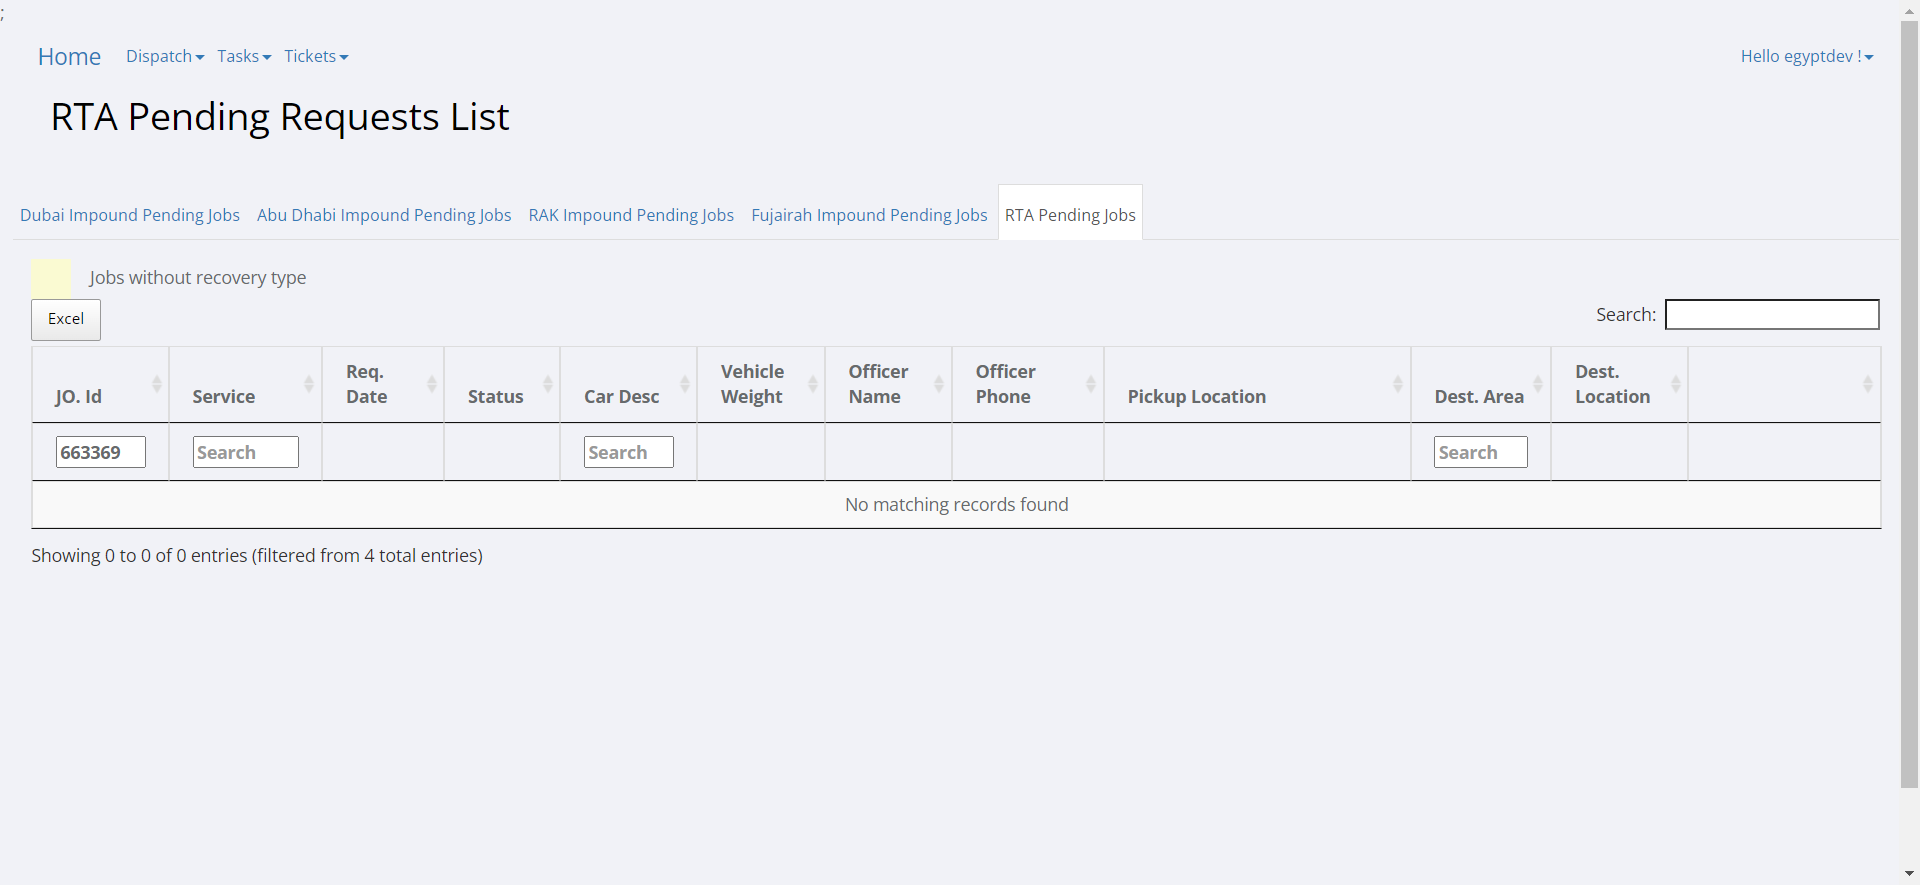 ;
Home Dispatch Tasks Tickets Hello egyptdev !
RTA Pending Requests List
Dubai Impound Pending Jobs Abu Dhabi Impound Pending Jobs RAK Impound Pending Jobs Fujairah Impound Pending Jobs RTA Pending Jobs
Jobs without recovery type
Excel Search:
JO. Id Service Req. Date Status Car Desc Vehicle Weight Officer Name Officer Phone Pickup Location Dest. Area Dest. Location
663369 Search Search Search
No matching records found
Showing 0 to 0 of 0 entries (filtered from 4 total entries)